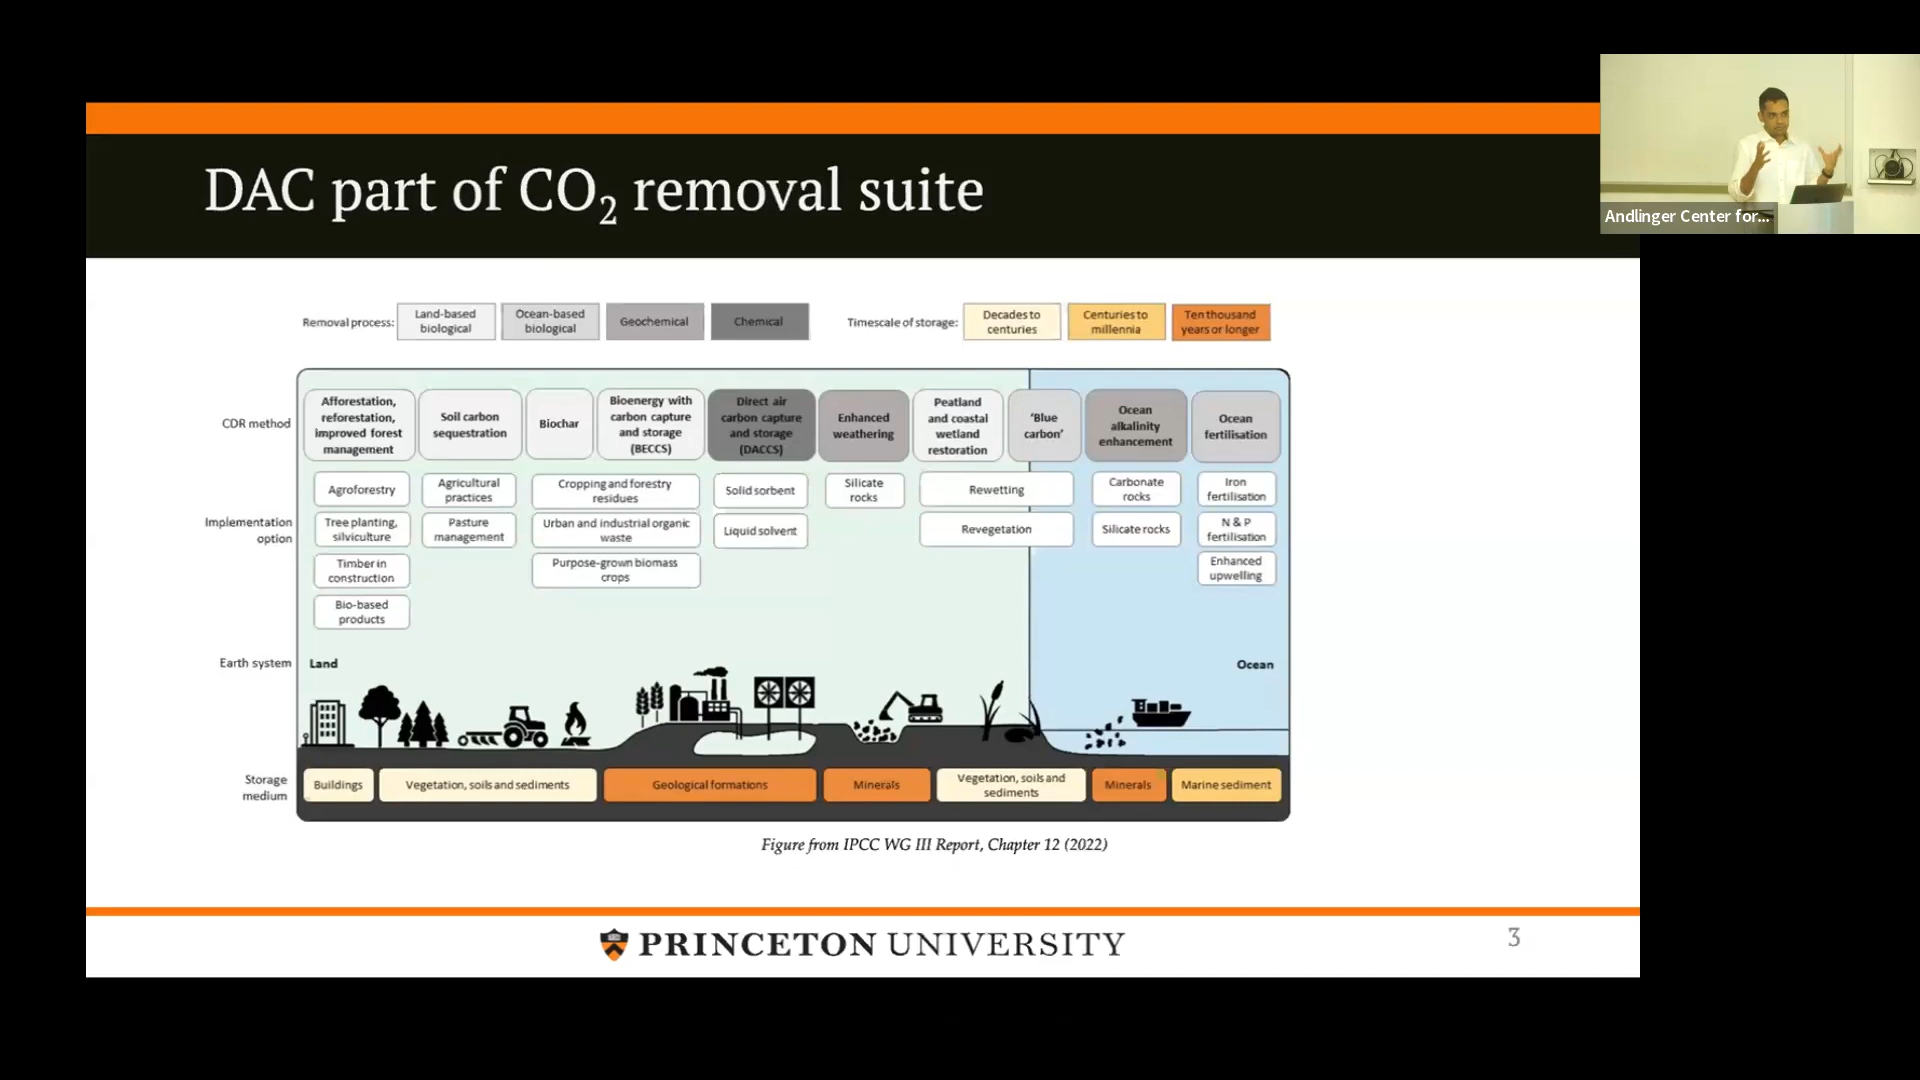 DAC part of CO₂ removal suite
Andlinger Center for...
Removal process:
Land-based
biological
Ocean-based
biological
Geochemical
Chemical
Timescale of storage:
Decades to
centuries
Centuries to
millennia
Ten thousand
years or longer
CDR method
Afforestation,
reforestation,
improved forest
management
Soil carbon
sequestration
Biochar
Bioenergy with
carbon capture
and storage
(BECCS)
Direct air
carbon capture
and storage
(DACCS)
Enhanced
weathering
Peatland
and coastal
wetland
restoration
'Blue
carbon'
Ocean
alkalinity
enhancement
Ocean
fertilisation
Implementation
option
Agroforestry
Tree planting,
silviculture
Timber in
construction
Bio-based
products
Agricultural
practices
Pasture
management
Cropping and forestry
residues
Urban and industrial organic
waste
Purpose-grown biomass
crops
Solid sorbent
Liquid solvent
Silicate
rocks
Rewetting
Revegetation
Carbonate
rocks
Silicate rocks
Iron
fertilisation
N & P
fertilisation
Enhanced
upwelling
Earth system
Land
Ocean
Storage
medium
Buildings
Vegetation, soils and sediments
Geological formations
Minerals
Vegetation, soils and
sediments
Minerals
Marine sediment
Figure from IPCC WG III Report, Chapter 12 (2022)
PRINCETON UNIVERSITY
3